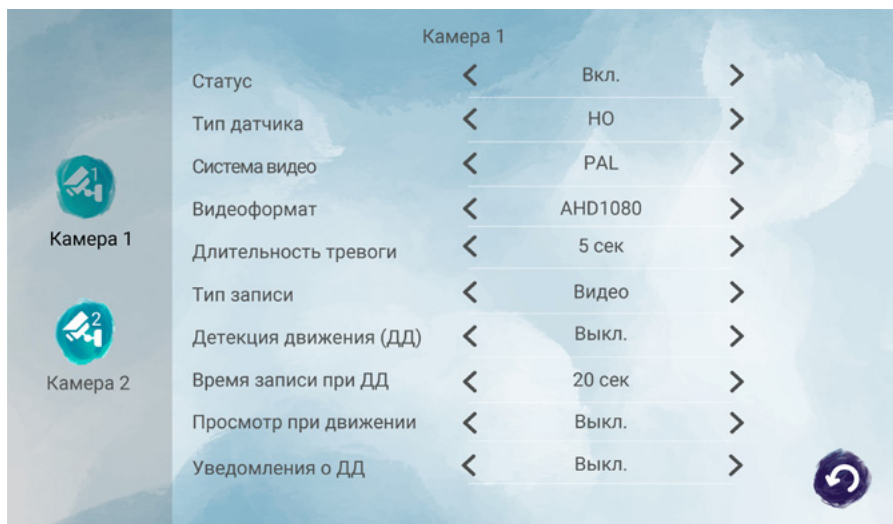 Камера 1
Статус Вкл.
Тип датчика НО
Система видео PAL
Видеоформат AHD1080
Длительность тревоги 5 сек
Тип записи Видео
Детекция движения (ДД) Выкл.
Время записи при ДД 20 сек
Просмотр при движении Выкл.
Уведомления о ДД Выкл.
1
Камера 1
2
Камера 2